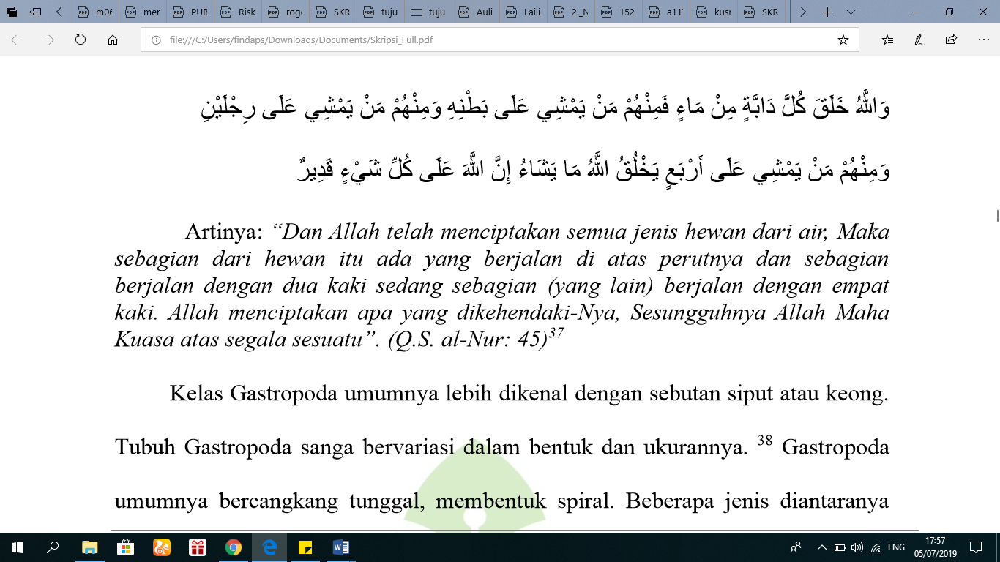 m06
mer
PUB
Risk
roge
SKR
tuju
tuju
Auli
Laili
2._N
152
a11
kusr
SKR
file:///C:/Users/findaps/Downloads/Documents/Skripsi_Full.pdf
وَاللَّهُ خَلَقَ كُلَّ دَابَّةٍ مِنْ مَاءٍ فَمِنْهُمْ مَنْ يَمْشِي عَلَى بَطْنِهِ وَمِنْهُمْ مَنْ يَمْشِي عَلَى رِجْلَيْنِ
وَمِنْهُمْ مَنْ يَمْشِي عَلَى أَرْبَعٍ يَخْلُقُ اللَّهُ مَا يَشَاءُ إِنَّ اللَّهَ عَلَى كُلِّ شَيْءٍ قَدِيرٌ
Artinya: “Dan Allah telah menciptakan semua jenis hewan dari air, Maka
sebagian dari hewan itu ada yang berjalan di atas perutnya dan sebagian
berjalan dengan dua kaki sedang sebagian (yang lain) berjalan dengan empat
kaki. Allah menciptakan apa yang dikehendaki-Nya, Sesungguhnya Allah Maha
Kuasa atas segala sesuatu”. (Q.S. al-Nur: 45)37
Kelas Gastropoda umumnya lebih dikenal dengan sebutan siput atau keong.
Tubuh Gastropoda sanga bervariasi dalam bentuk dan ukurannya. 38 Gastropoda
umumnya bercangkang tunggal, membentuk spiral. Beberapa jenis diantaranya
ENG
17:57
05/07/2019